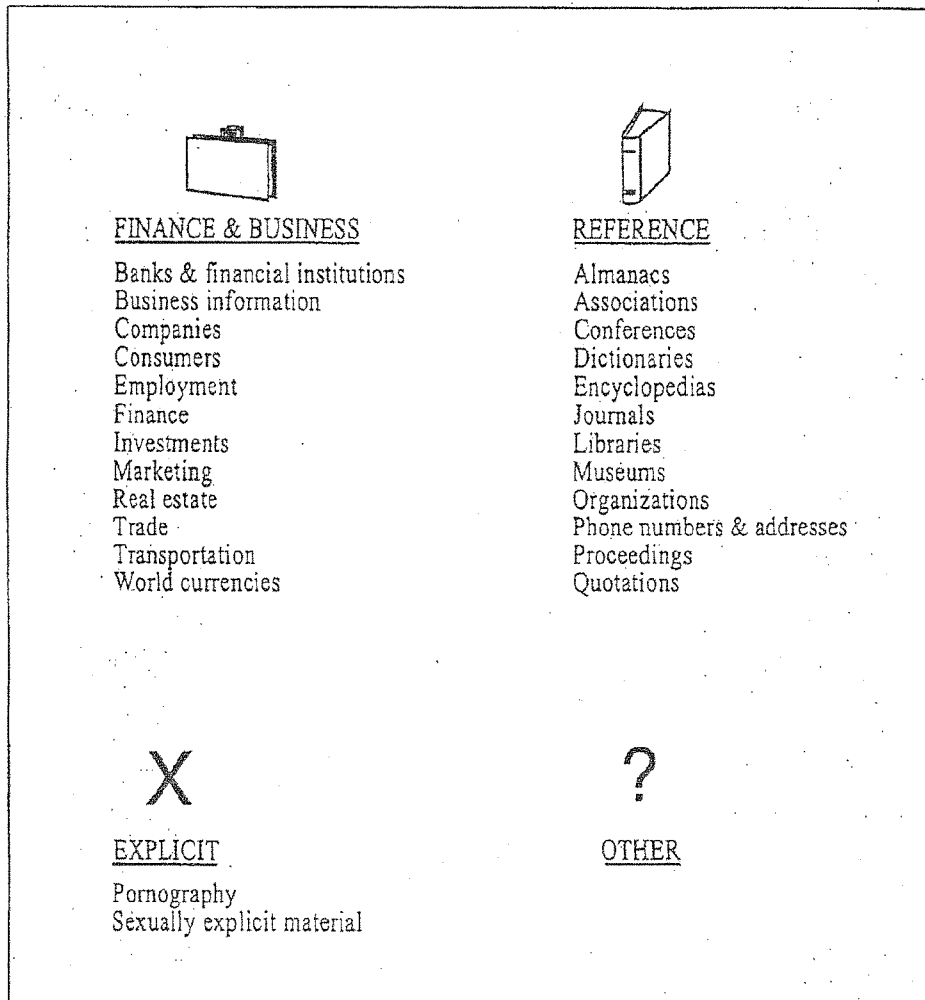 FINANCE & BUSINESS
Banks & financial institutions
Business information
Companies
Consumers
Employment
Finance
Investments
Marketing
Real estate
Trade
Transportation
World currencies
REFERENCE
Almanacs
Associations
Conferences
Dictionaries
Encyclopedias
Journals
Libraries
Museums
Organizations
Phone numbers & addresses
Proceedings
Quotations
X
EXPLICIT
Pornography
Sexually explicit material
?
OTHER